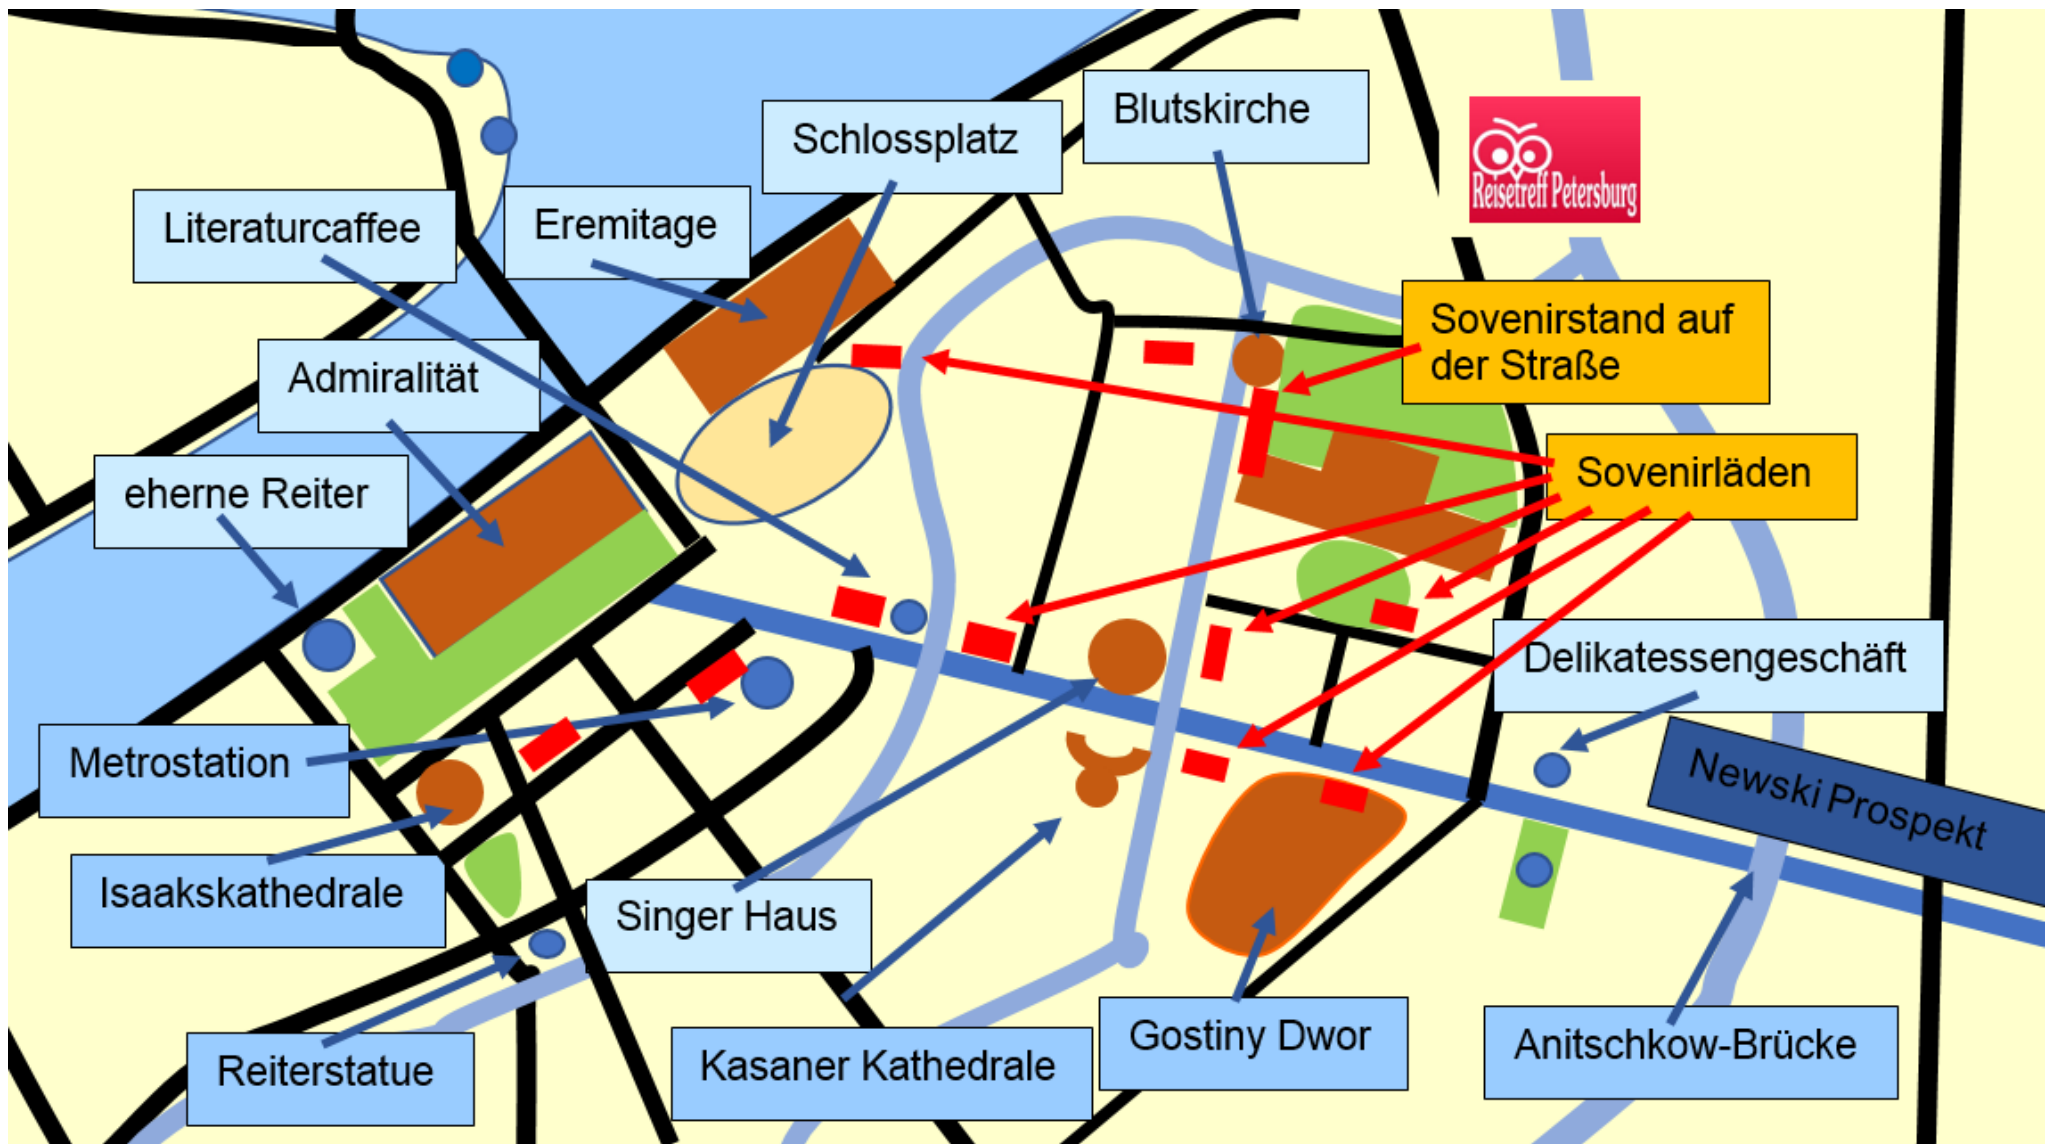 Blutskirche
Schlossplatz
Reisetreff Petersburg
Literaturcaffee
Eremitage
Sovenirstand auf
der Straße
Admiralität
Sovenirläden
eherne Reiter
Delikatessengeschäft
Metrostation
Newski Prospekt
Isaakskathedrale
Singer Haus
Reiterstatue
Kasaner Kathedrale
Gostiny Dwor
Anitschkow-Brücke